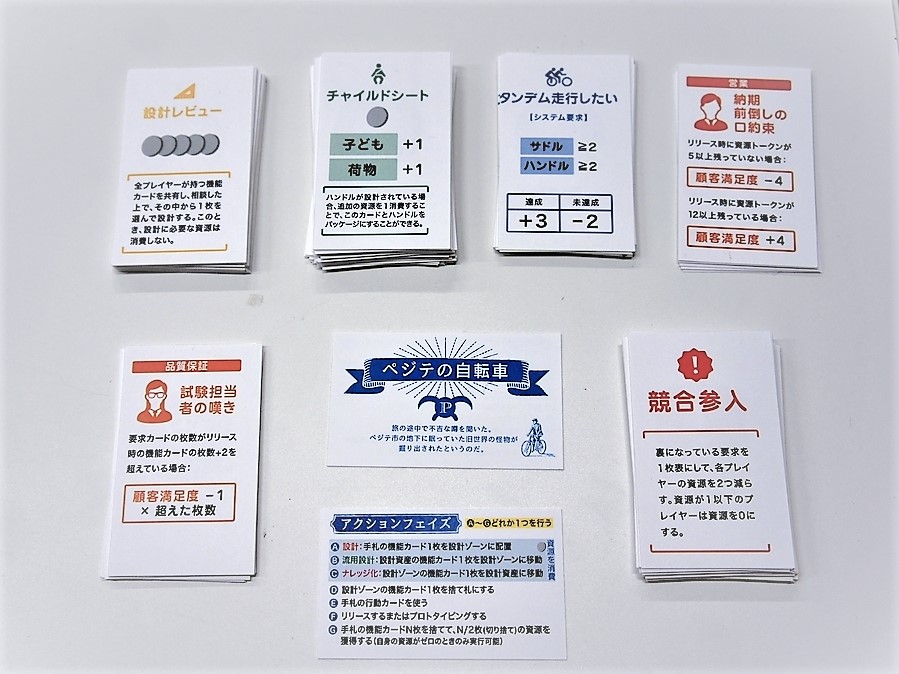 設計レビュー
全プレイヤーが持つ機能
カードを共有し、相談した
上で、その中から1枚を
選んで設計する。このと
き、設計に必要な資源は
消費しない。
チャイルドシート
子ども +1
荷物 +1
ハンドルが設計されている場
合、追加の資源を1消費するこ
とで、このカードとハンドルを
パッケージにすることができる。
タンデム走行したい
【システム要求】
サドル ≧2
ハンドル ≧2
達成 未達成
+3 −2
営業
納期
前倒しの
口約束
リリース時に資源トークンが
5以上残っていない場合:
顧客満足度 −4
リリース時に資源トークンが
12以上残っている場合:
顧客満足度 +4
品質保証
試験担当
者の嘆き
要求カードの枚数がリリース
時の機能カードの枚数+2を
超えている場合:
顧客満足度 −1
× 超えた枚数
ペジテの自転車
P
旅の途中で不吉な噂を聞いた。
ペジテ市の地下に眠っていた旧世界の怪物が
掘り出されたというのだ。
アクションフェイズ A〜Gどれか1つを行う
A 設計:手札の機能カード1枚を設計ゾーンに配置
B 流用設計:設計資産の機能カード1枚を設計ゾーンに移動
C ナレッジ化:設計ゾーンの機能カード1枚を設計資産に移動
資源を消費
D 設計ゾーンの機能カード1枚を捨て札にする
E 手札の行動カードを使う
F リリースするまたはプロトタイピングする
G 手札の機能カードN枚を捨てて、N/2枚(切り捨て)の資源を
獲得する(自身の資源がゼロのときのみ実行可能)
!
競合参入
裏になっている要求を
1枚表にして、各プレイ
ヤーの資源を2つ減ら
す。資源が1以下のプ
レイヤーは資源を0に
する。